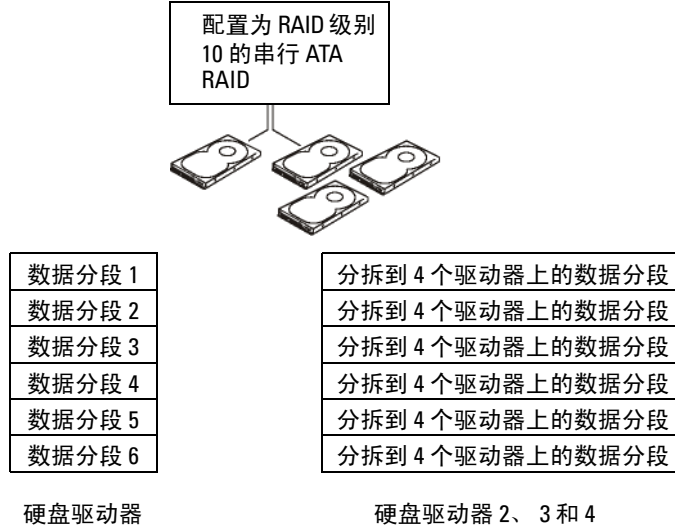 配置为 RAID 级别
10 的串行 ATA
RAID
数据分段 1
分拆到 4 个驱动器上的数据分段
数据分段 2
分拆到 4 个驱动器上的数据分段
数据分段 3
分拆到 4 个驱动器上的数据分段
数据分段 4
分拆到 4 个驱动器上的数据分段
数据分段 5
分拆到 4 个驱动器上的数据分段
数据分段 6
分拆到 4 个驱动器上的数据分段
硬盘驱动器
硬盘驱动器 2、 3 和 4